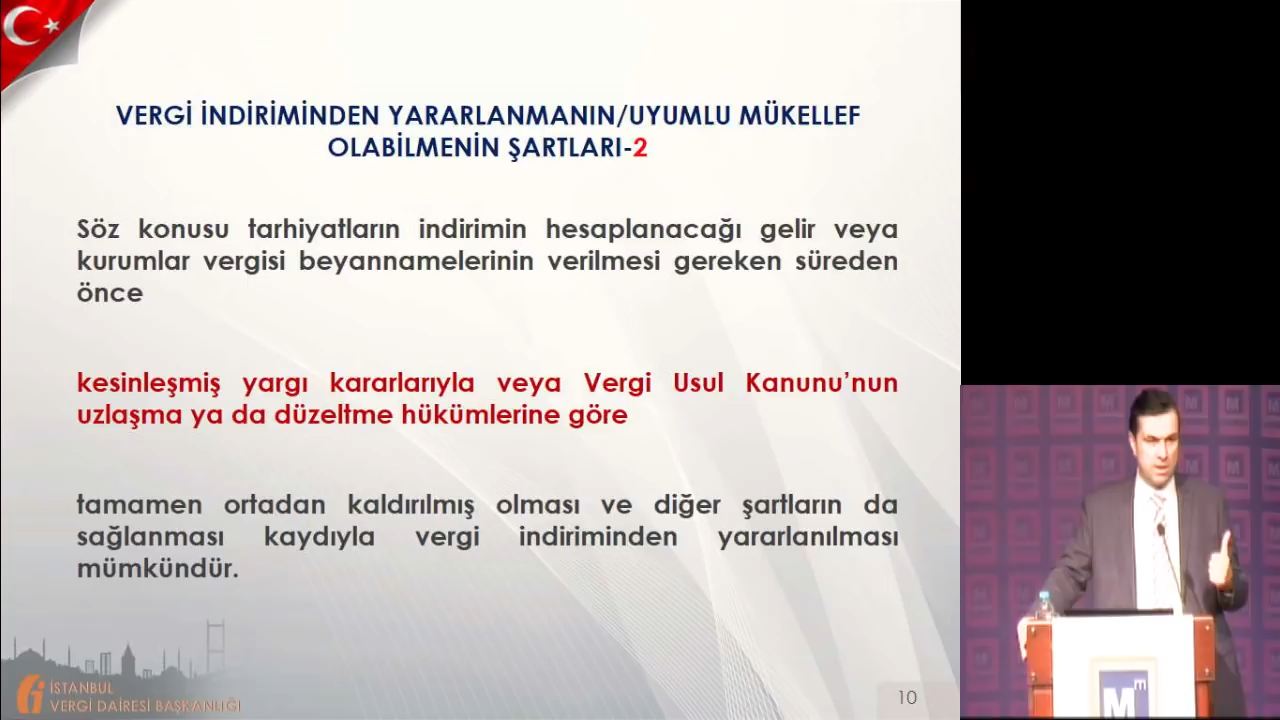 VERGİ İNDİRİMİNDEN YARARLANMANIN/UYUMLU MÜKELLEF
OLABİLMENİN ŞARTLARI-2
Söz konusu tarhiyatların indirimin hesaplanacağı gelir veya
kurumlar vergisi beyannamelerinin verilmesi gereken süreden
önce
kesinleşmiş yargı kararlarıyla veya Vergi Usul Kanunu’nun
uzlaşma ya da düzeltme hükümlerine göre
tamamen ortadan kaldırılmış olması ve diğer şartların da
sağlanması kaydıyla vergi indiriminden yararlanılması
mümkündür.
İSTANBUL
VERGİ DAİRESİ BAŞKANLIĞI
10
Mm